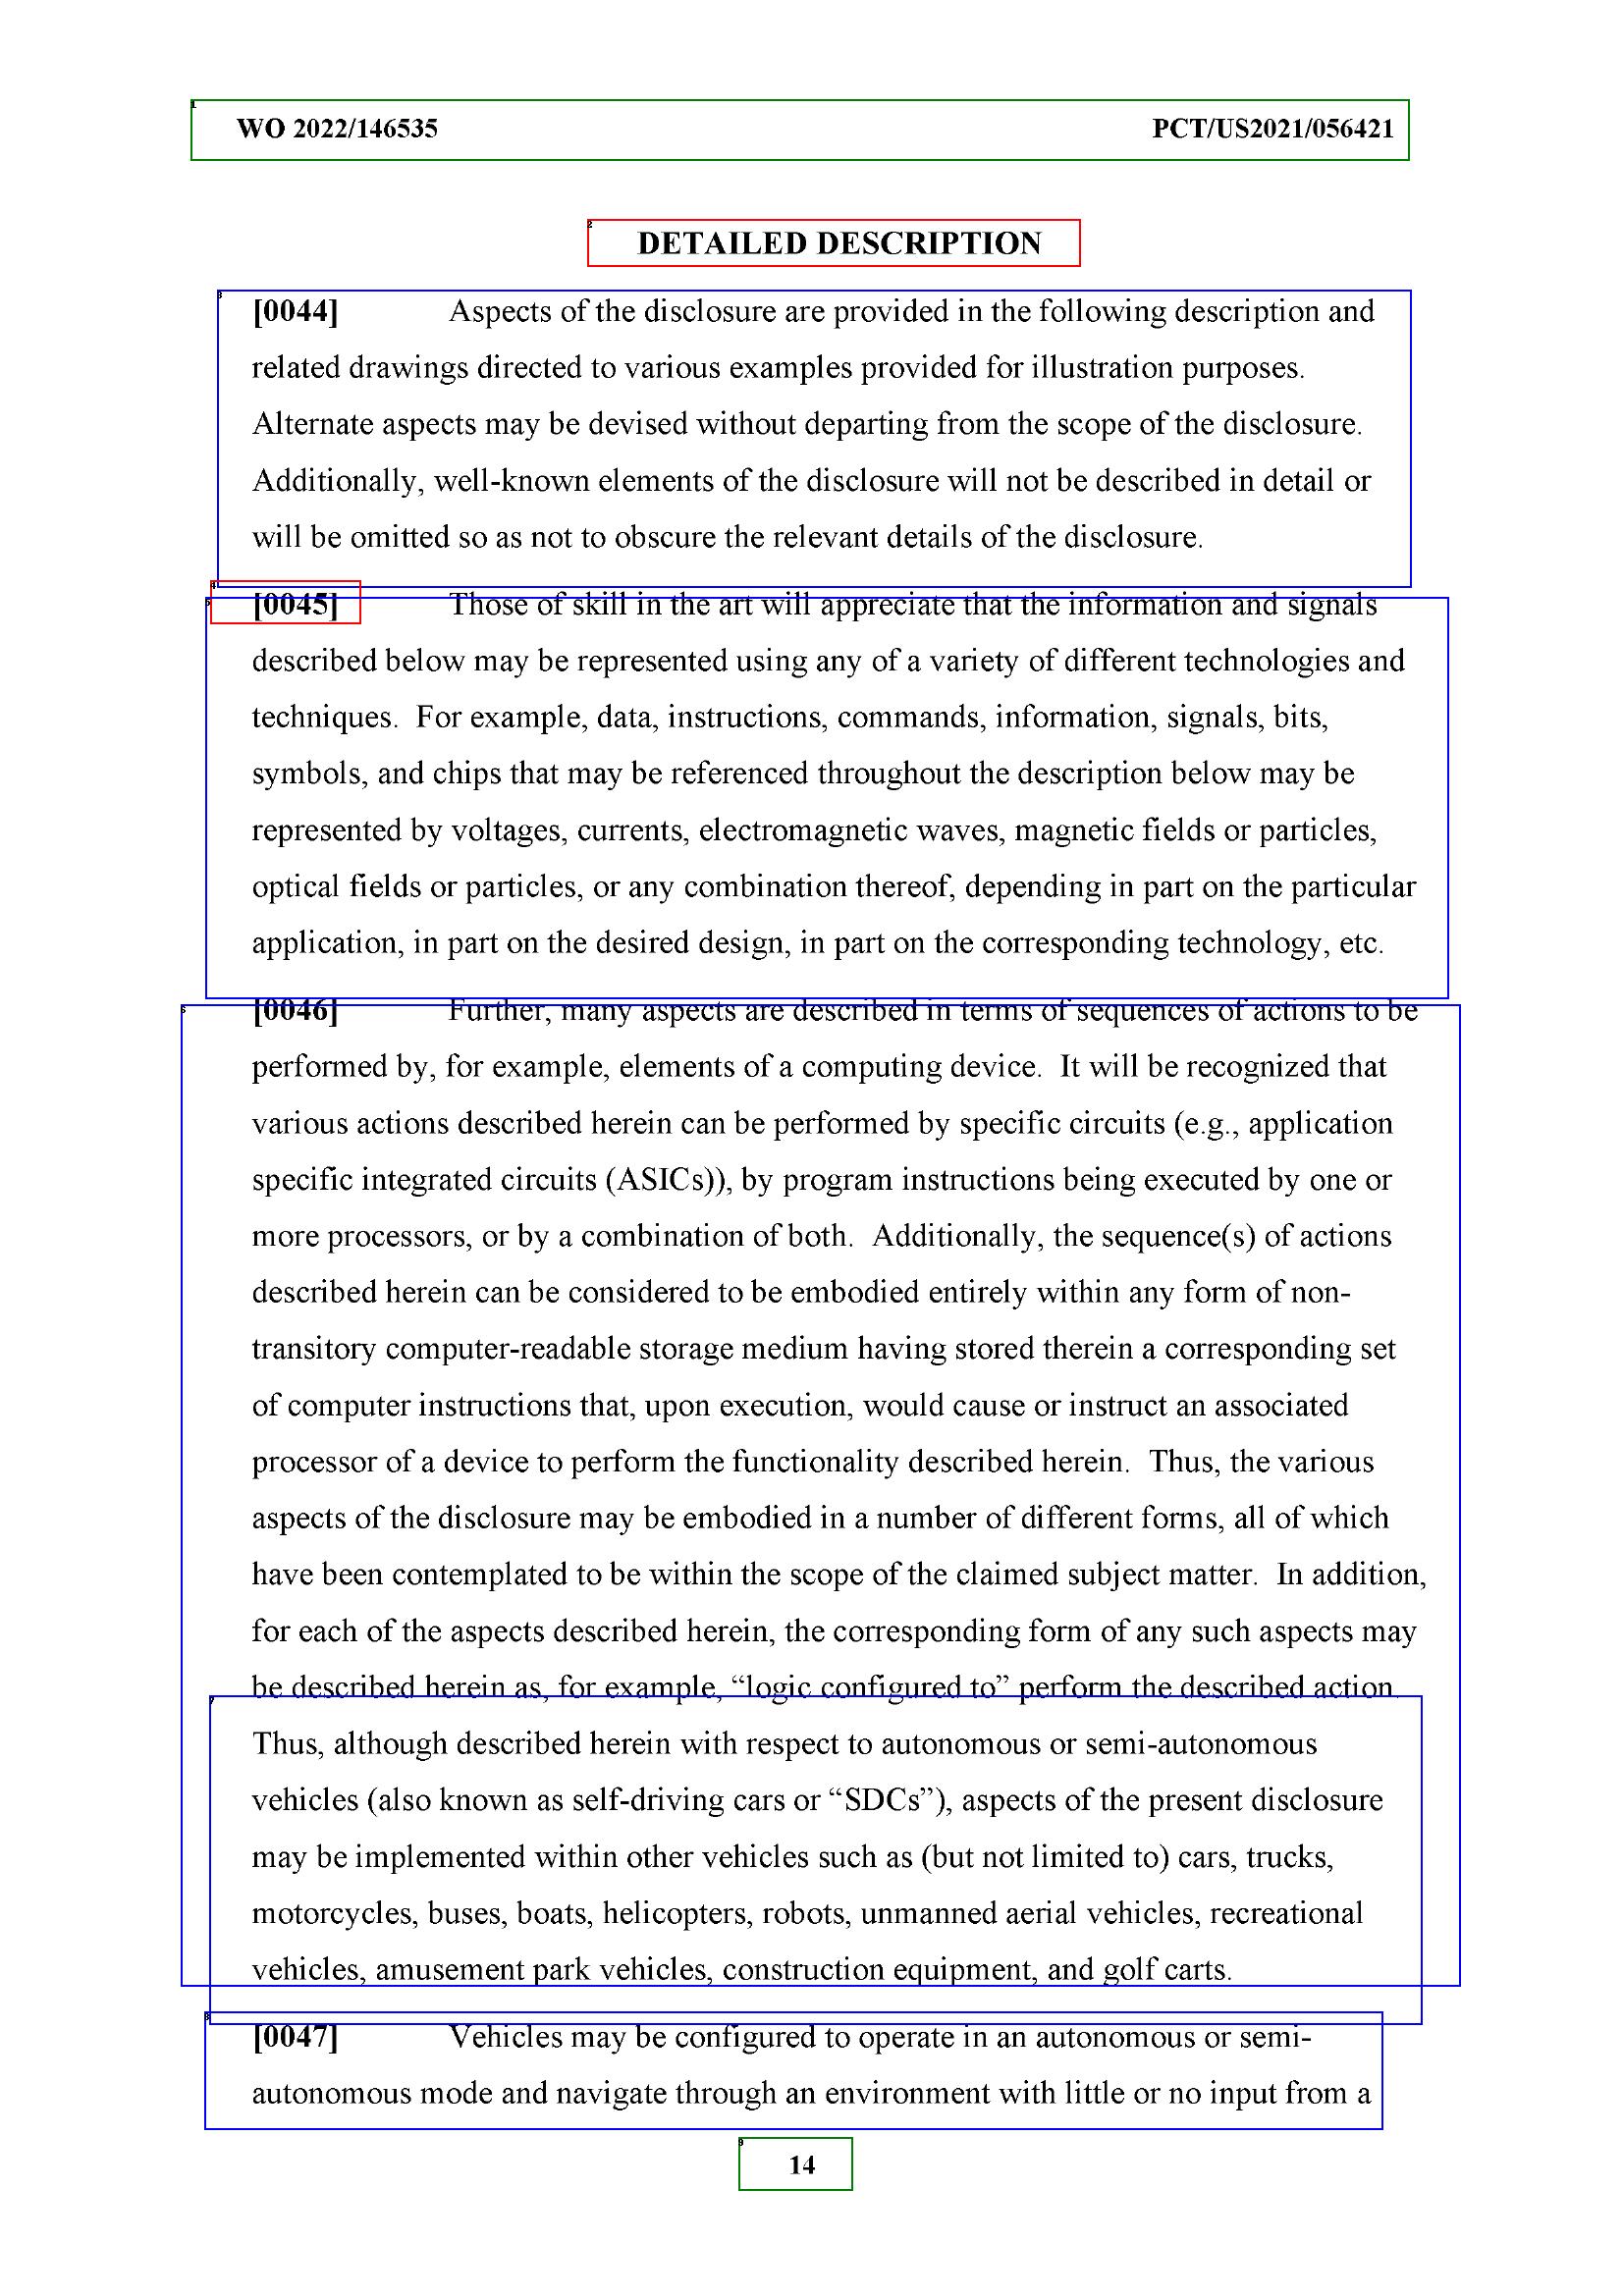 WO 2022/146535 PCT/US2021/056421
DETAILED DESCRIPTION
[0044] Aspects of the disclosure are provided in the following description and
related drawings directed to various examples provided for illustration purposes.
Alternate aspects may be devised without departing from the scope of the disclosure.
Additionally, well-known elements of the disclosure will not be described in detail or
will be omitted so as not to obscure the relevant details of the disclosure.
[0045] Those of skill in the art will appreciate that the information and signals
described below may be represented using any of a variety of different technologies and
techniques. For example, data, instructions, commands, information, signals, bits,
symbols, and chips that may be referenced throughout the description below may be
represented by voltages, currents, electromagnetic waves, magnetic fields or particles,
optical fields or particles, or any combination thereof, depending in part on the particular
application, in part on the desired design, in part on the corresponding technology, etc.
[0046] Further, many aspects are described in terms of sequences of actions to be
performed by, for example, elements of a computing device. It will be recognized that
various actions described herein can be performed by specific circuits (e.g., application
specific integrated circuits (ASICs)), by program instructions being executed by one or
more processors, or by a combination of both. Additionally, the sequence(s) of actions
described herein can be considered to be embodied entirely within any form of non-
transitory computer-readable storage medium having stored therein a corresponding set
of computer instructions that, upon execution, would cause or instruct an associated
processor of a device to perform the functionality described herein. Thus, the various
aspects of the disclosure may be embodied in a number of different forms, all of which
have been contemplated to be within the scope of the claimed subject matter. In addition,
for each of the aspects described herein, the corresponding form of any such aspects may
be described herein as, for example, “logic configured to” perform the described action.
Thus, although described herein with respect to autonomous or semi-autonomous
vehicles (also known as self-driving cars or “SDCs”), aspects of the present disclosure
may be implemented within other vehicles such as (but not limited to) cars, trucks,
motorcycles, buses, boats, helicopters, robots, unmanned aerial vehicles, recreational
vehicles, amusement park vehicles, construction equipment, and golf carts.
[0047] Vehicles may be configured to operate in an autonomous or semi-
autonomous mode and navigate through an environment with little or no input from a
14